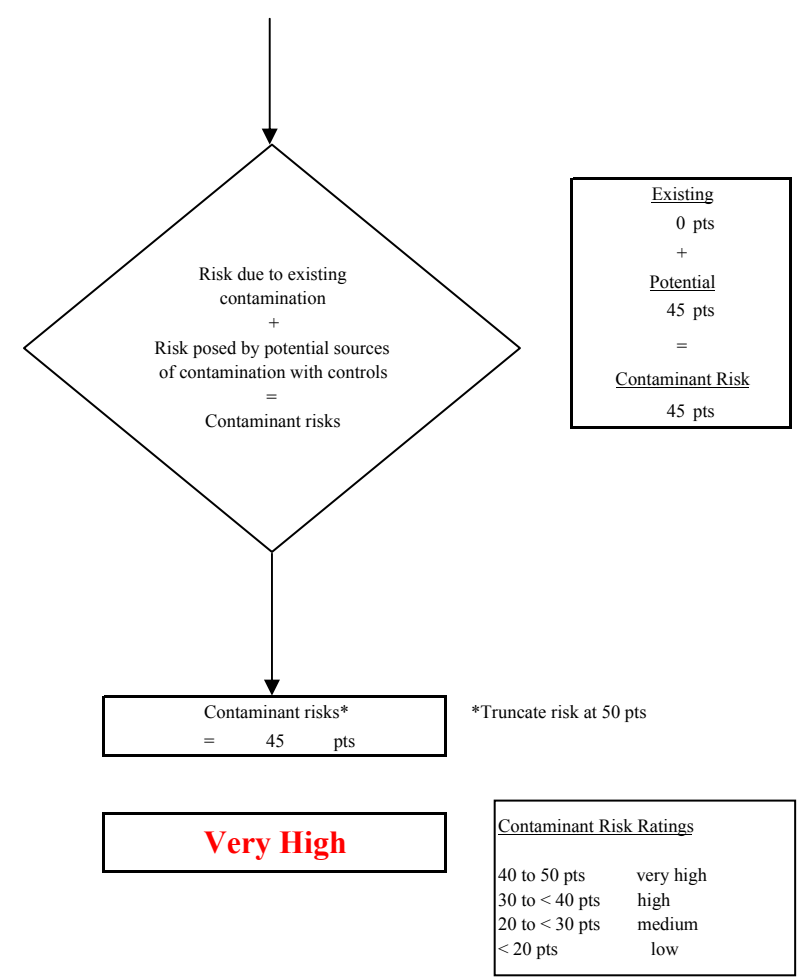 Risk due to existing
contamination
+
Risk posed by potential sources
of contamination with controls
=
Contaminant risks
Existing
0 pts
+
Potential
45 pts
=
Contaminant Risk
45 pts
Contaminant risks*
= 45 pts
*Truncate risk at 50 pts
Very High
Contaminant Risk Ratings
40 to 50 pts very high
30 to < 40 pts high
20 to < 30 pts medium
< 20 pts low